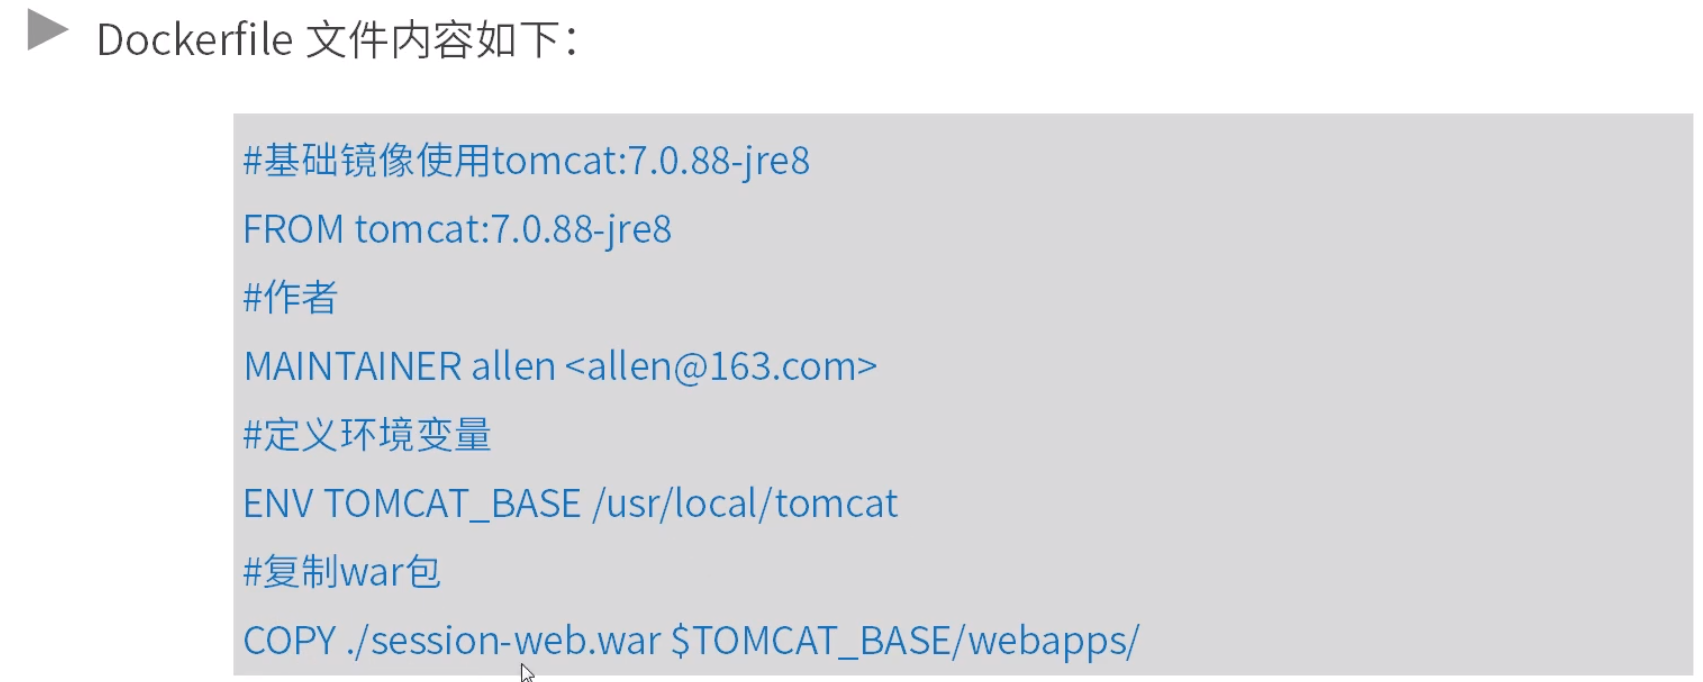 Dockerfile 文件内容如下：
#基础镜像使用tomcat:7.0.88-jre8
FROM tomcat:7.0.88-jre8
#作者
MAINTAINER allen <allen@163.com>
#定义环境变量
ENV TOMCAT_BASE /usr/local/tomcat
#复制war包
COPY ./session-web.war $TOMCAT_BASE/webapps/